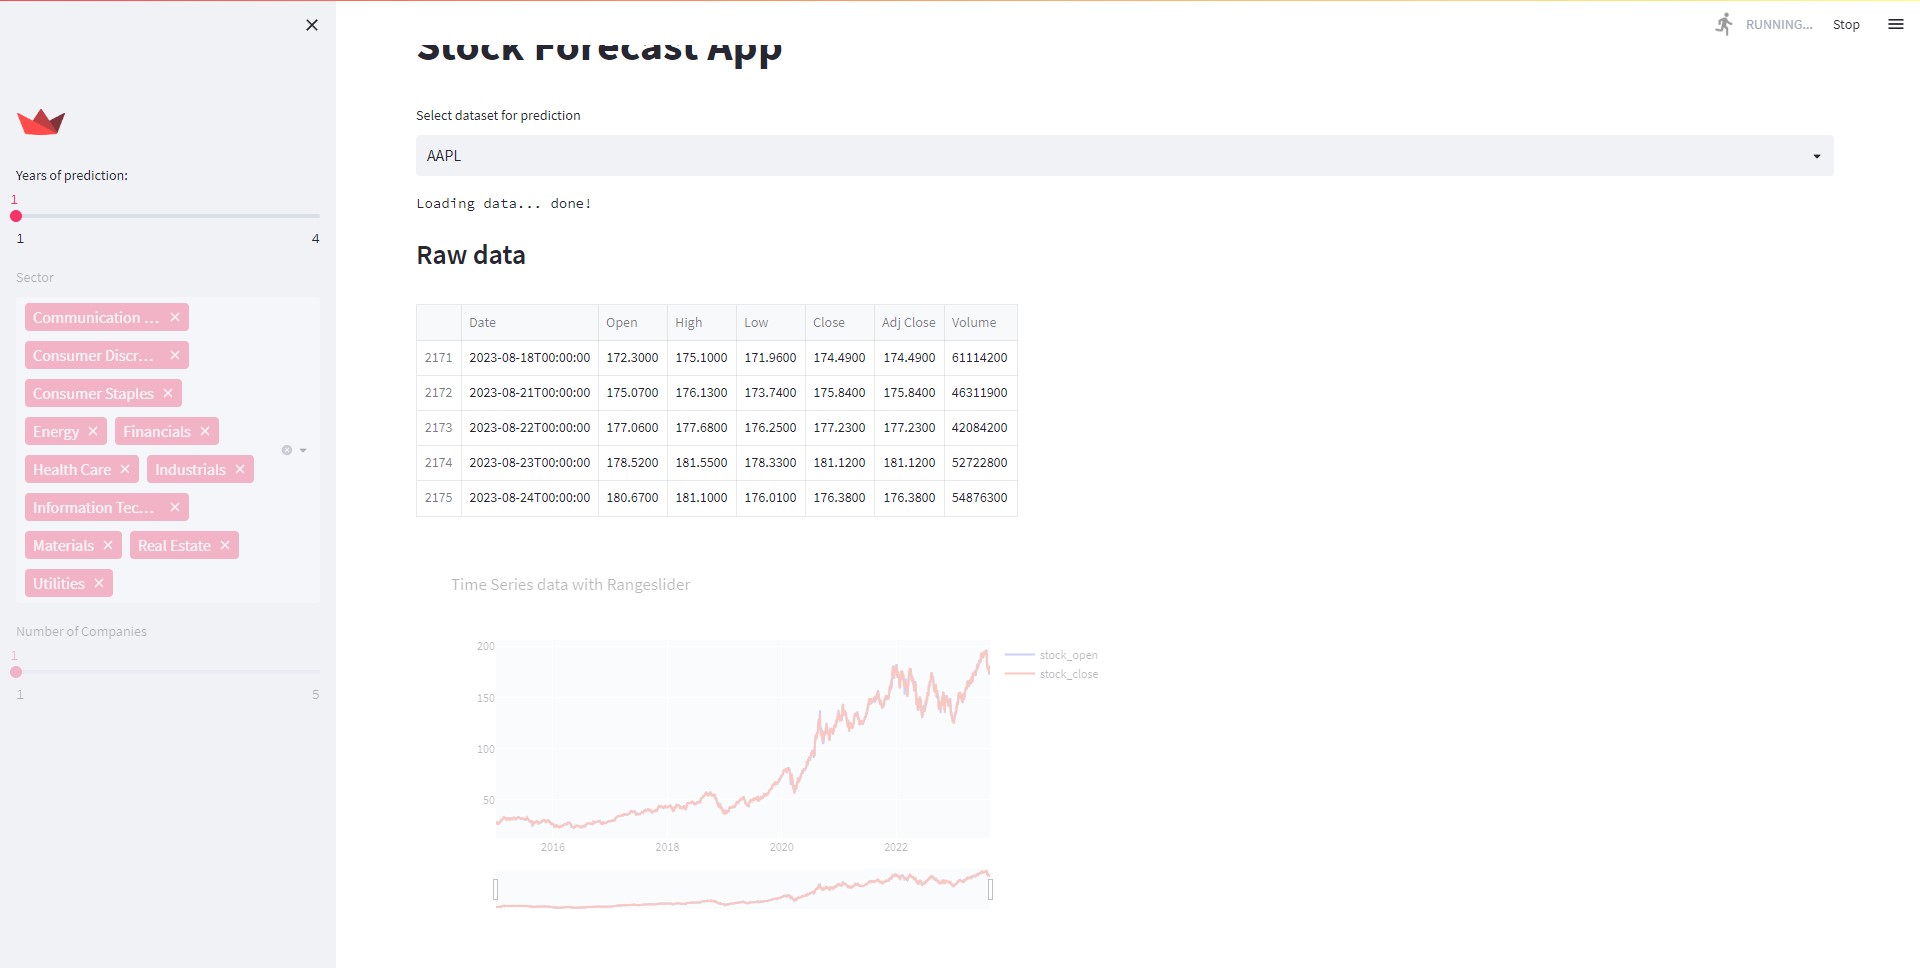 RUNNING...
Stop
Stock Forecast App
Years of prediction:
1
1 4
Sector
Communication ...
Consumer Discr...
Consumer Staples
Energy Financials
Health Care Industrials
Information Tec...
Materials Real Estate
Utilities
Number of Companies
1
1 5
Select dataset for prediction
AAPL
Loading data... done!
Raw data
Date Open High Low Close Adj Close Volume
2171 2023-08-18T00:00:00 172.3000 175.1000 171.9600 174.4900 174.4900 61114200
2172 2023-08-21T00:00:00 175.0700 176.1300 173.7400 175.8400 175.8400 46311900
2173 2023-08-22T00:00:00 177.0600 177.6800 176.2500 177.2300 177.2300 42084200
2174 2023-08-23T00:00:00 178.5200 181.5500 178.3300 181.1200 181.1200 52722800
2175 2023-08-24T00:00:00 180.6700 181.1000 176.0100 176.3800 176.3800 54876300
Time Series data with Rangeslider
200
150
100
50
2016 2018 2020 2022
stock_open
stock_close